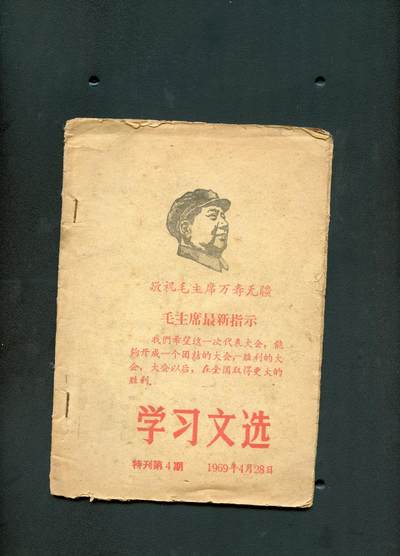 敬祝毛主席万寿无疆
毛主席最新指示
我們希望这一次代表大会，能
够开成一个团結的大会，胜利的大
会，大会以后，在全国取得更大的
胜利。
学习文选
特刊第4期 1969年4月28日